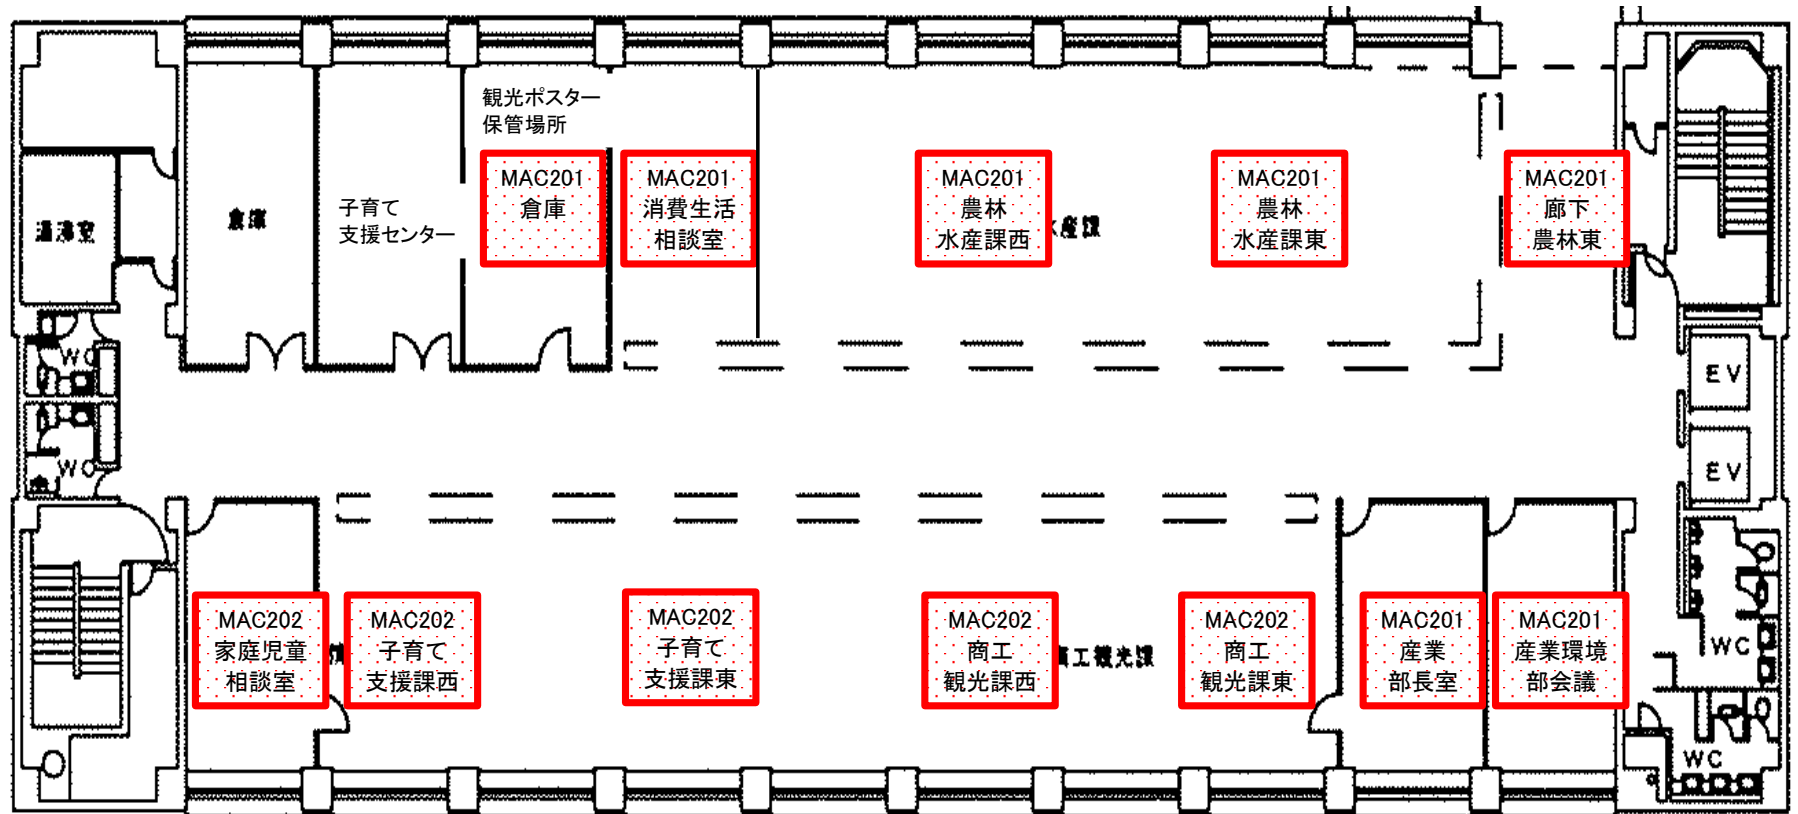 観光ポスター
保管場所
MAC201
倉庫
MAC201
消費生活
相談室
MAC201
農林
水産課西
水産課
MAC201
農林
水産課東
MAC201
廊下
農林東
湯沸室
倉庫
子育て
支援センター
WC
WC
EV
EV
MAC202
家庭児童
相談室
MAC202
子育て
支援課西
MAC202
子育て
支援課東
MAC202
商工
観光課西
商工観光課
MAC202
商工
観光課東
MAC201
産業
部長室
MAC201
産業環境
部会議
WC
WC